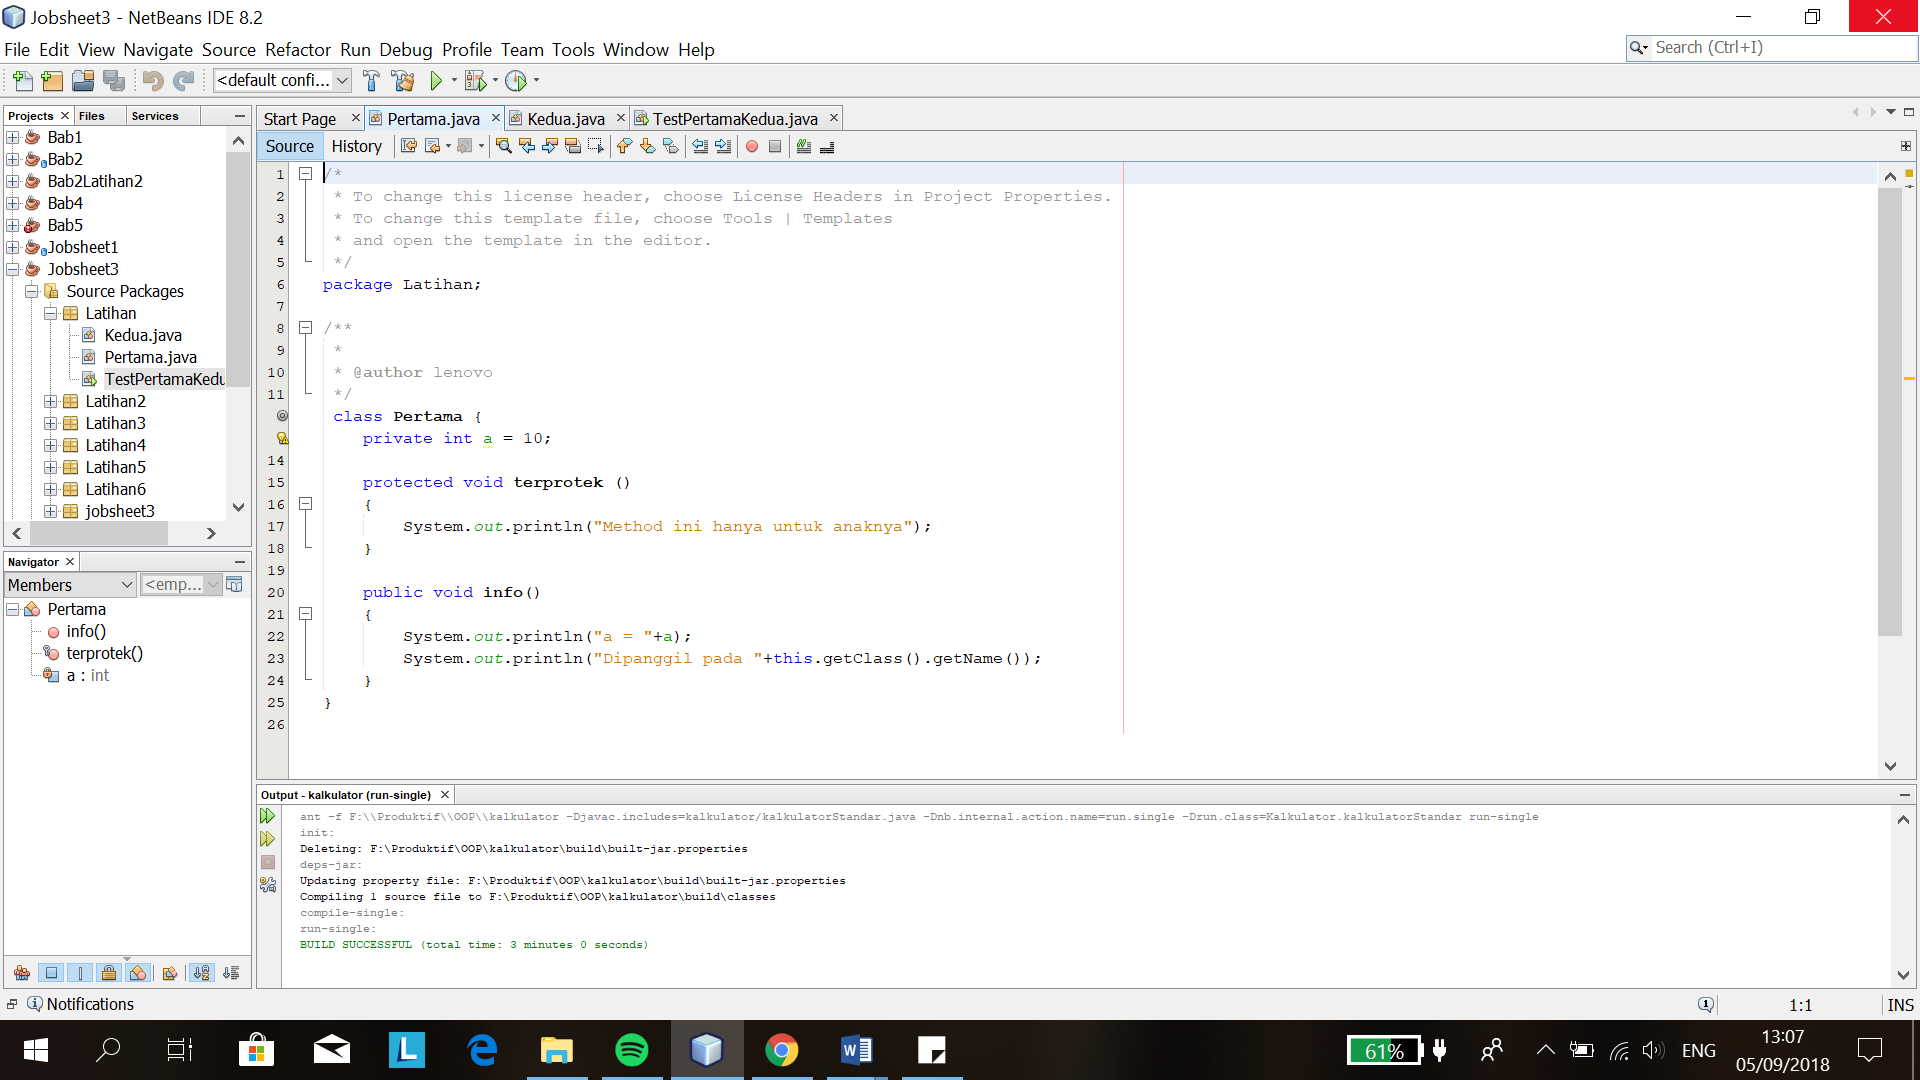 Jobsheet3 - NetBeans IDE 8.2
File Edit View Navigate Source Refactor Run Debug Profile Team Tools Window Help
Search (Ctrl+I)
<default confi...
Projects Files Services
Bab1
Bab2
Bab2Latihan2
Bab4
Bab5
Jobsheet1
Jobsheet3
Source Packages
Latihan
Kedua.java
Pertama.java
TestPertamaKedu
Latihan2
Latihan3
Latihan4
Latihan5
Latihan6
jobsheet3
Navigator
Members <emp...
Pertama
info()
terprotek()
a : int
Start Page Pertama.java Kedua.java TestPertamaKedua.java
Source History
1 /*
2 * To change this license header, choose License Headers in Project Properties.
3 * To change this template file, choose Tools | Templates
4 * and open the template in the editor.
5 */
6 package Latihan;
7
8 /**
9 *
10 * @author lenovo
11 */
class Pertama {
private int a = 10;
14
15 protected void terprotek ()
16 {
17 System.out.println("Method ini hanya untuk anaknya");
18 }
19
20 public void info()
21 {
22 System.out.println("a = "+a);
23 System.out.println("Dipanggil pada "+this.getClass().getName());
24 }
25 }
26
Output - kalkulator (run-single)
ant -f F:\\Produktif\\OOP\\kalkulator -Djavac.includes=kalkulator/kalkulatorStandar.java -Dnb.internal.action.name=run.single -Drun.class=Kalkulator.kalkulatorStandar run-single
init:
Deleting: F:\Produktif\OOP\kalkulator\build\built-jar.properties
deps-jar:
Updating property file: F:\Produktif\OOP\kalkulator\build\built-jar.properties
Compiling 1 source file to F:\Produktif\OOP\kalkulator\build\classes
compile-single:
run-single:
BUILD SUCCESSFUL (total time: 3 minutes 0 seconds)
Notifications
1:1 INS
61%
ENG
13:07
05/09/2018